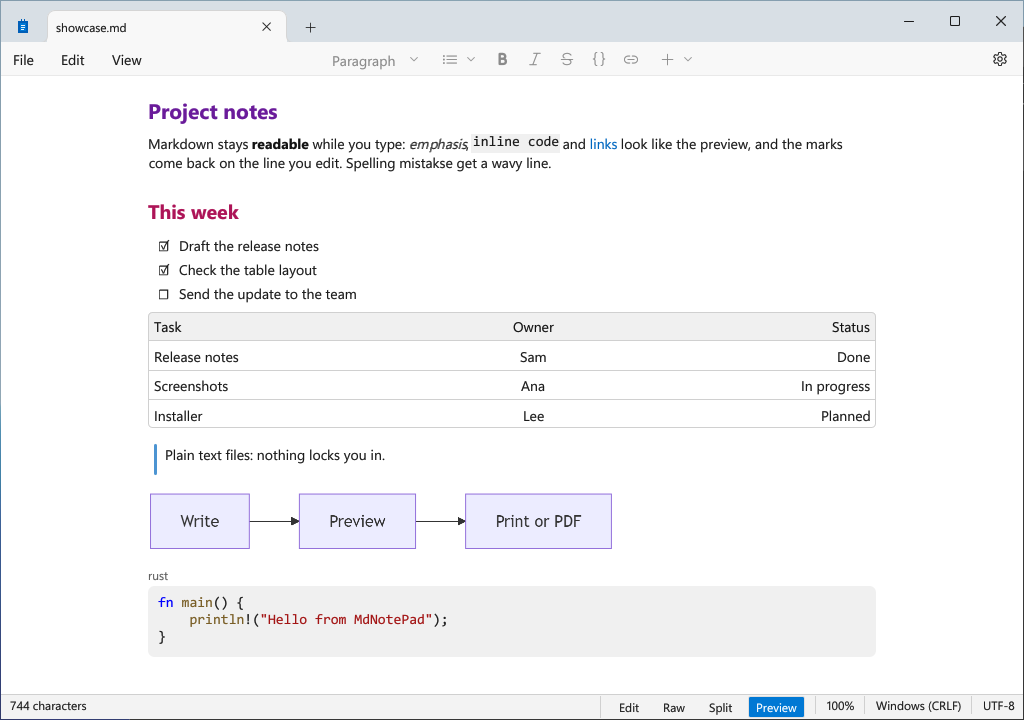 showcase.md
File Edit View Paragraph B I S {}
Project notes
Markdown stays readable while you type: emphasis, inline code and links look like the preview, and the marks
come back on the line you edit. Spelling mistakse get a wavy line.
This week
Draft the release notes
Check the table layout
Send the update to the team
Task Owner Status
Release notes Sam Done
Screenshots Ana In progress
Installer Lee Planned
Plain text files: nothing locks you in.
Write Preview Print or PDF
rust
fn main() {
    println!("Hello from MdNotePad");
}
744 characters Edit Raw Split Preview 100% Windows (CRLF) UTF-8